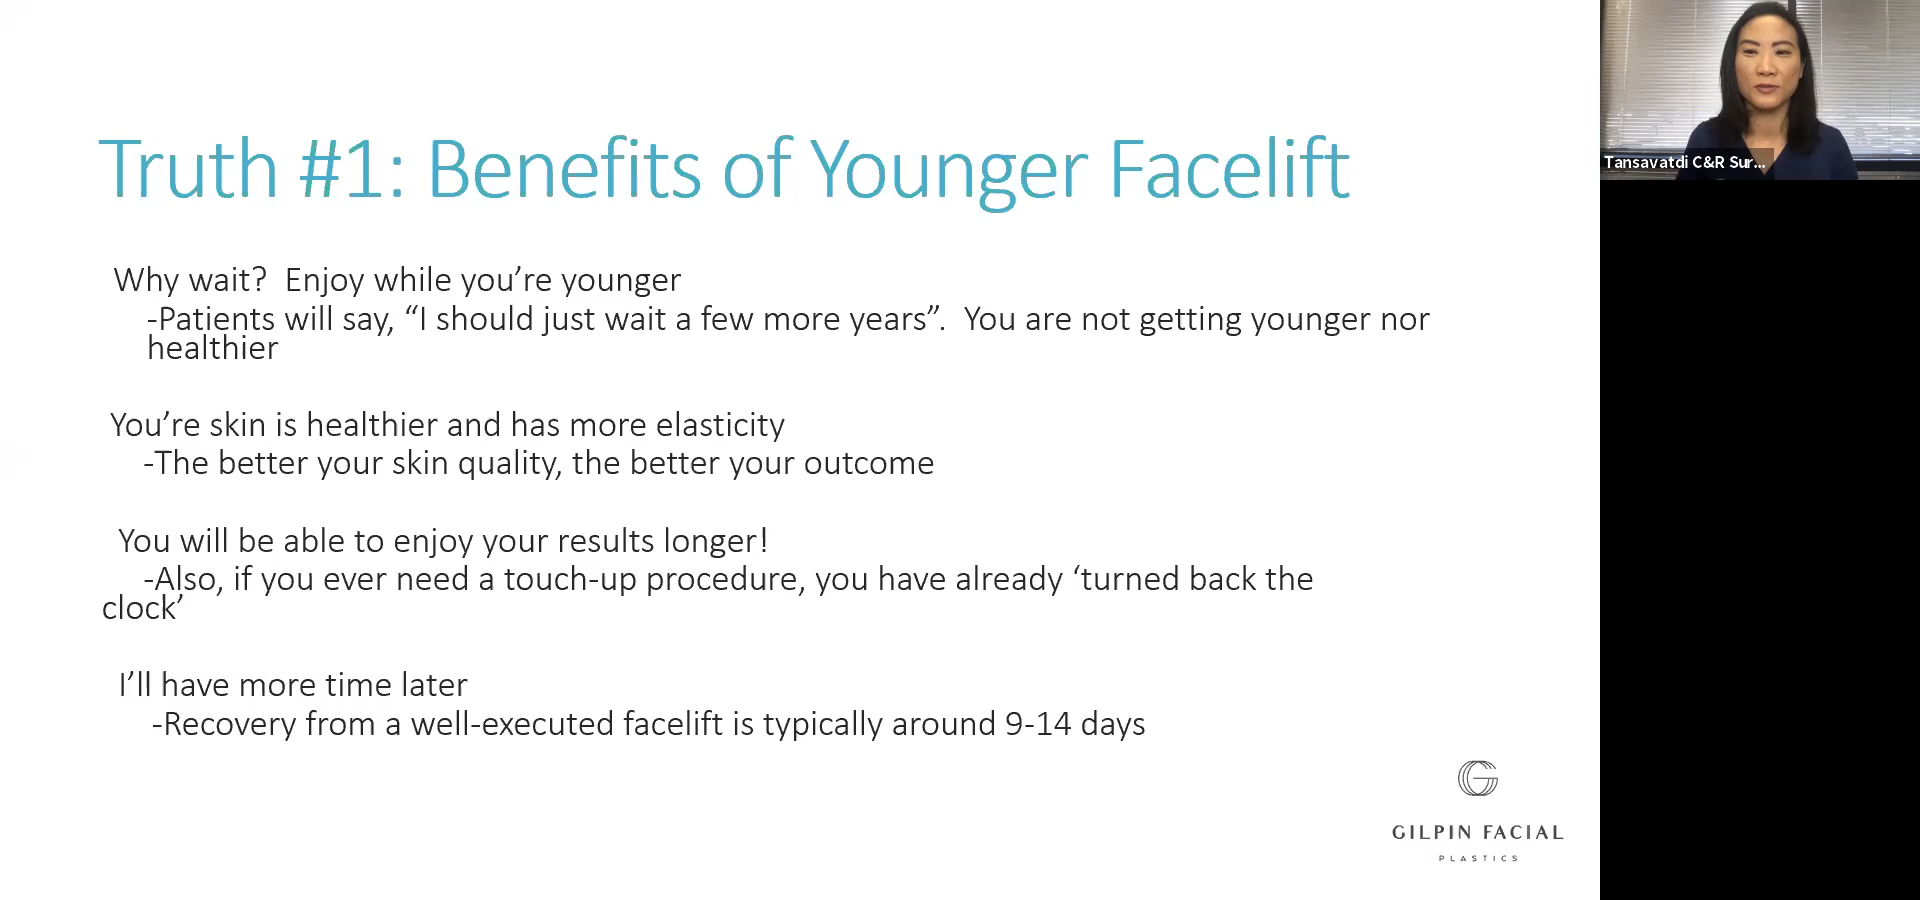 Truth #1: Benefits of Younger Facelift
Why wait?  Enjoy while you’re younger
-Patients will say, “I should just wait a few more years”.  You are not getting younger nor
healthier
You’re skin is healthier and has more elasticity
-The better your skin quality, the better your outcome
You will be able to enjoy your results longer!
-Also, if you ever need a touch-up procedure, you have already ‘turned back the
clock’
I’ll have more time later
-Recovery from a well-executed facelift is typically around 9-14 days
GILPIN FACIAL
PLASTICS
Tansavatdi C&R Sur...